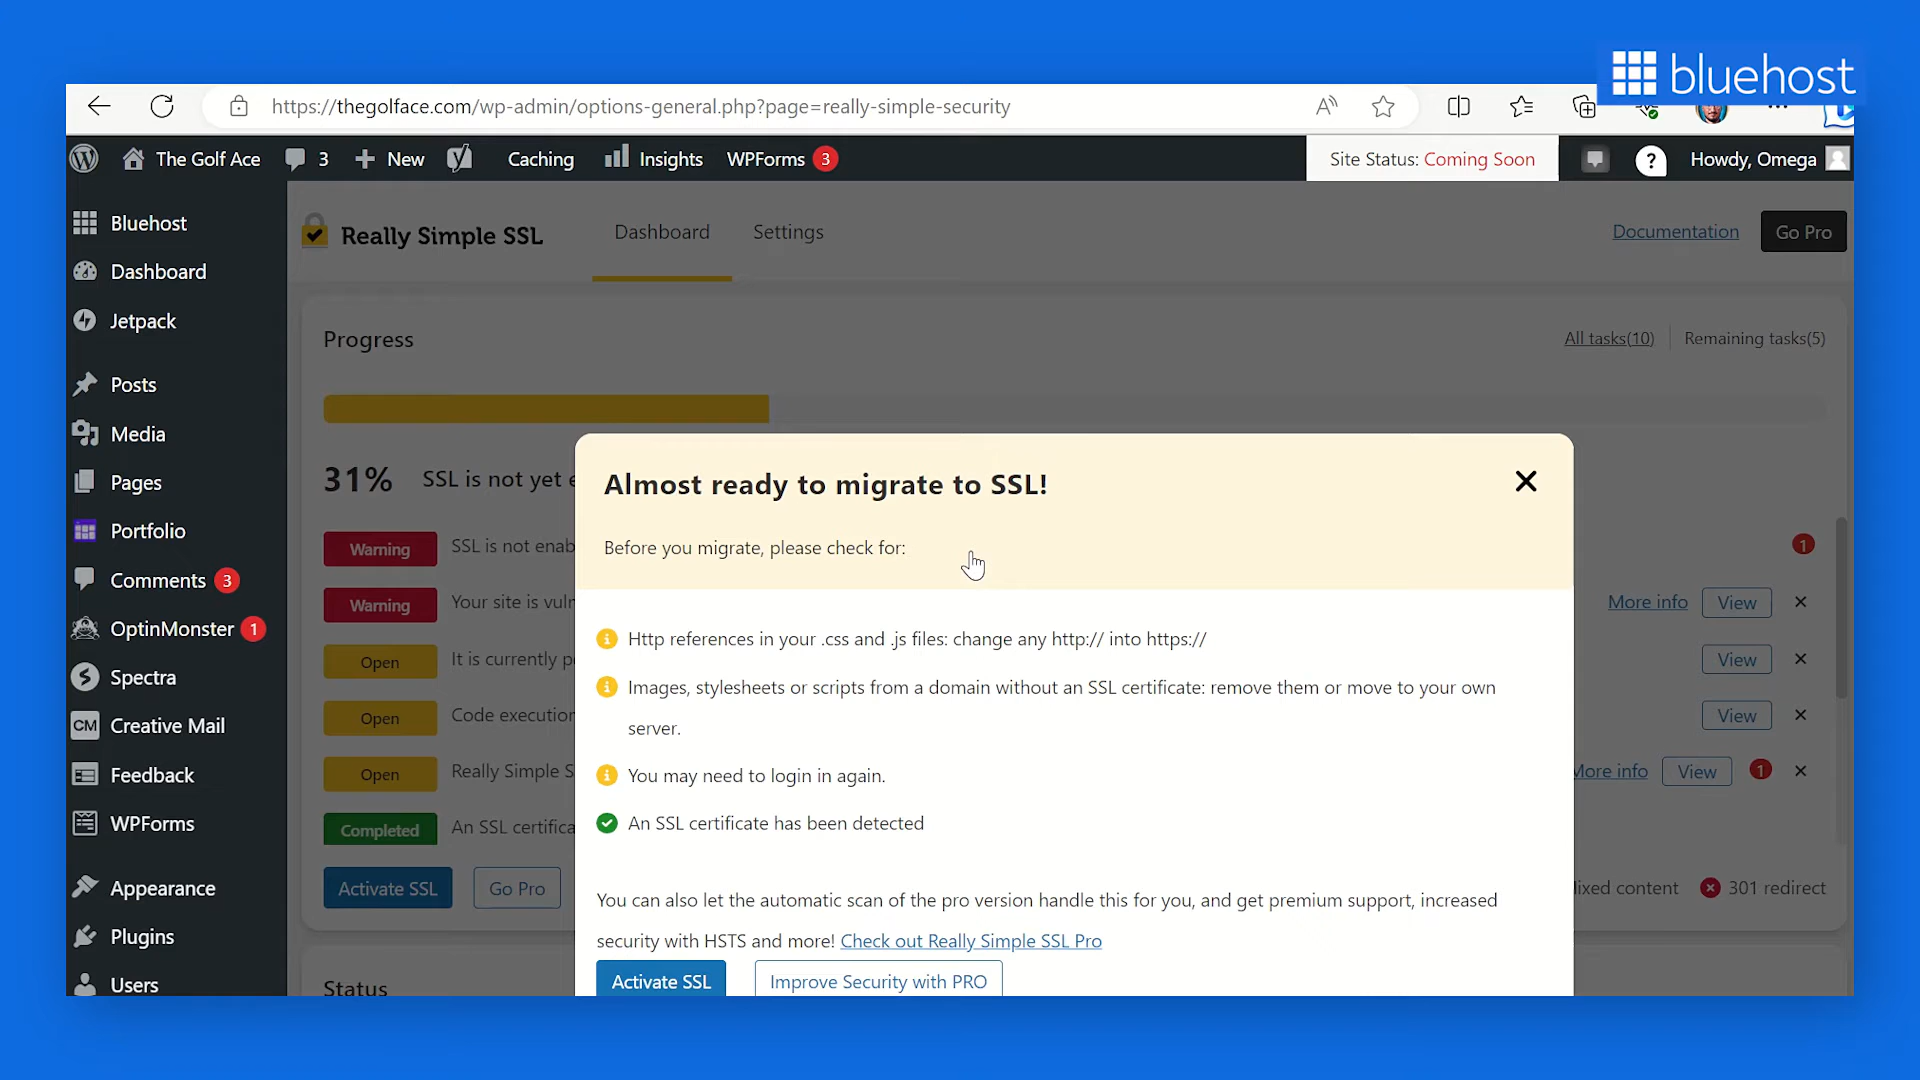 bluehost
https://thegolfface.com/wp-admin/options-general.php?page=really-simple-security
The Golf Ace 3 New Caching Insights WPForms 3 Site Status: Coming Soon ? Howdy, Omega
Bluehost
Dashboard
Jetpack
Posts
Media
Pages
Portfolio
Comments 3
OptinMonster 1
Spectra
CM Creative Mail
Feedback
WPForms
Appearance
Plugins
Users
Really Simple SSL Dashboard Settings Documentation Go Pro
Progress All tasks(10) Remaining tasks(5)
31% SSL is not yet e
Warning SSL is not enab 1
Warning Your site is vuln More info View
Open It is currently p View
Open Code execution View
Open Really Simple S More info View 1
Completed An SSL certifica
Activate SSL Go Pro ixed content 301 redirect
Status
Almost ready to migrate to SSL!
Before you migrate, please check for:
Http references in your .css and .js files: change any http:// into https://
Images, stylesheets or scripts from a domain without an SSL certificate: remove them or move to your own
server.
You may need to login in again.
An SSL certificate has been detected
You can also let the automatic scan of the pro version handle this for you, and get premium support, increased
security with HSTS and more! Check out Really Simple SSL Pro
Activate SSL Improve Security with PRO